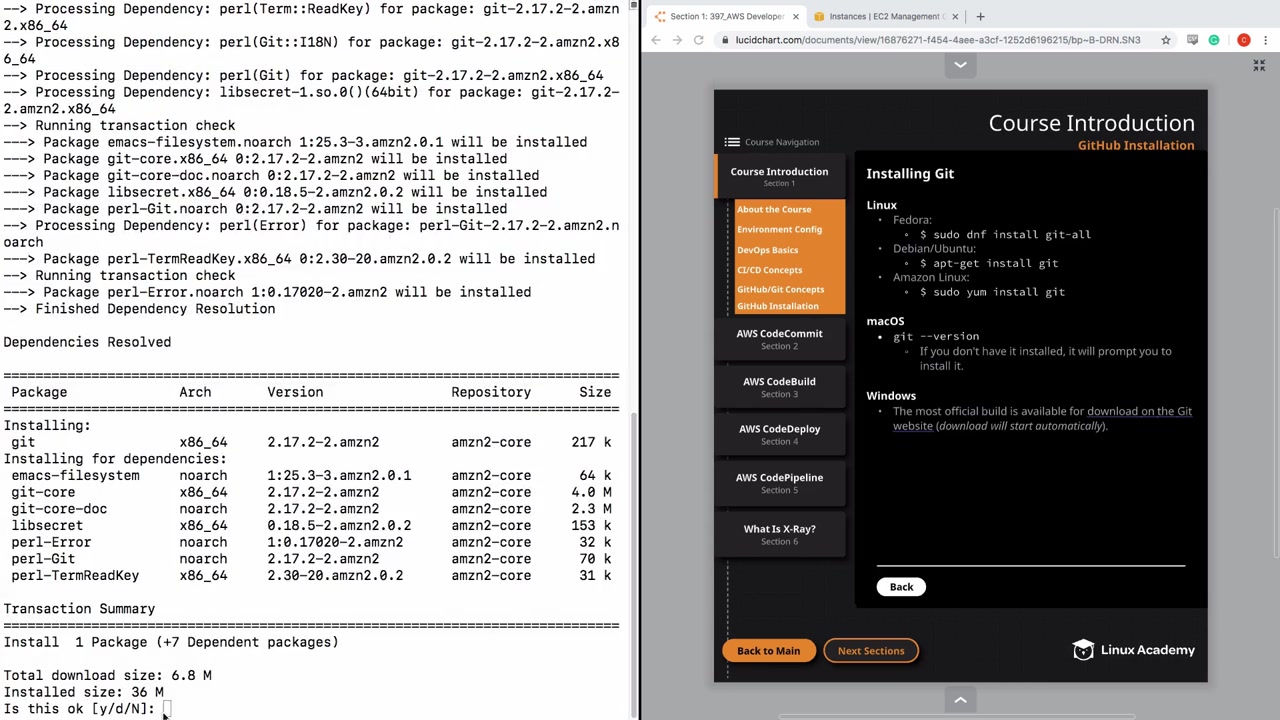 --> Processing Dependency: perl(Term::ReadKey) for package: git-2.17.2-2.amzn
2.x86_64
--> Processing Dependency: perl(Git::I18N) for package: git-2.17.2-2.amzn2.x8
6_64
--> Processing Dependency: perl(Git) for package: git-2.17.2-2.amzn2.x86_64
--> Processing Dependency: libsecret-1.so.0()(64bit) for package: git-2.17.2-
2.amzn2.x86_64
--> Running transaction check
---> Package emacs-filesystem.noarch 1:25.3-3.amzn2.0.1 will be installed
---> Package git-core.x86_64 0:2.17.2-2.amzn2 will be installed
---> Package git-core-doc.noarch 0:2.17.2-2.amzn2 will be installed
---> Package libsecret.x86_64 0:0.18.5-2.amzn2.0.2 will be installed
---> Package perl-Git.noarch 0:2.17.2-2.amzn2 will be installed
--> Processing Dependency: perl(Error) for package: perl-Git-2.17.2-2.amzn2.n
oarch
---> Package perl-TermReadKey.x86_64 0:2.30-20.amzn2.0.2 will be installed
--> Running transaction check
---> Package perl-Error.noarch 1:0.17020-2.amzn2 will be installed
--> Finished Dependency Resolution
Dependencies Resolved
Package Arch Version Repository Size
Installing:
git x86_64 2.17.2-2.amzn2 amzn2-core 217 k
Installing for dependencies:
emacs-filesystem noarch 1:25.3-3.amzn2.0.1 amzn2-core 64 k
git-core x86_64 2.17.2-2.amzn2 amzn2-core 4.0 M
git-core-doc noarch 2.17.2-2.amzn2 amzn2-core 2.3 M
libsecret x86_64 0.18.5-2.amzn2.0.2 amzn2-core 153 k
perl-Error noarch 1:0.17020-2.amzn2 amzn2-core 32 k
perl-Git noarch 2.17.2-2.amzn2 amzn2-core 70 k
perl-TermReadKey x86_64 2.30-20.amzn2.0.2 amzn2-core 31 k
Transaction Summary
Install 1 Package (+7 Dependent packages)
Total download size: 6.8 M
Installed size: 36 M
Is this ok [y/d/N]:
Section 1: 397_AWS Developer
Instances | EC2 Management C
lucidchart.com/documents/view/16876271-f454-4aee-a3cf-1252d6196215/bp~B-DRN.SN3
C
Course Introduction
GitHub Installation
Course Navigation
Course Introduction
Section 1
About the Course
Environment Config
DevOps Basics
CI/CD Concepts
GitHub/Git Concepts
GitHub Installation
AWS CodeCommit
Section 2
AWS CodeBuild
Section 3
AWS CodeDeploy
Section 4
AWS CodePipeline
Section 5
What Is X-Ray?
Section 6
Installing Git
Linux
Fedora:
$ sudo dnf install git-all
Debian/Ubuntu:
$ apt-get install git
Amazon Linux:
$ sudo yum install git
macOS
git --version
If you don't have it installed, it will prompt you to
install it.
Windows
The most official build is available for download on the Git
website (download will start automatically).
Back
Back to Main
Next Sections
Linux Academy